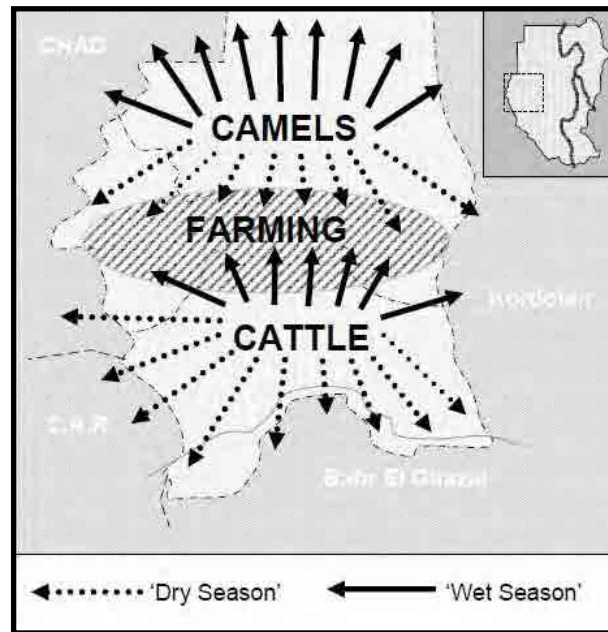 CHAD
CAMELS
FARMING
Kordofan
CATTLE
C.A.R
Bahr El Ghazal
'Dry Season' 'Wet Season'